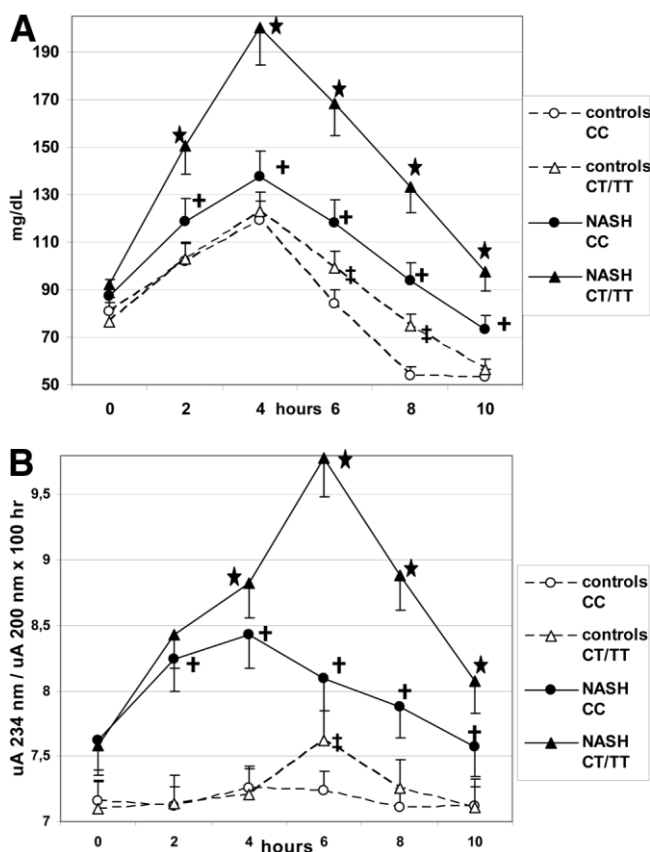 A
190
170
150
130
110
90
70
50
mg/dL
0 2 4 hours 6 8 10
controls
CC
controls
CT/TT
NASH
CC
NASH
CT/TT
B
9,5
9
8,5
8
7,5
7
uA 234 nm / uA 200 nm x 100 hr
0 2 4 6 8 10
hours
controls
CC
controls
CT/TT
NASH
CC
NASH
CT/TT